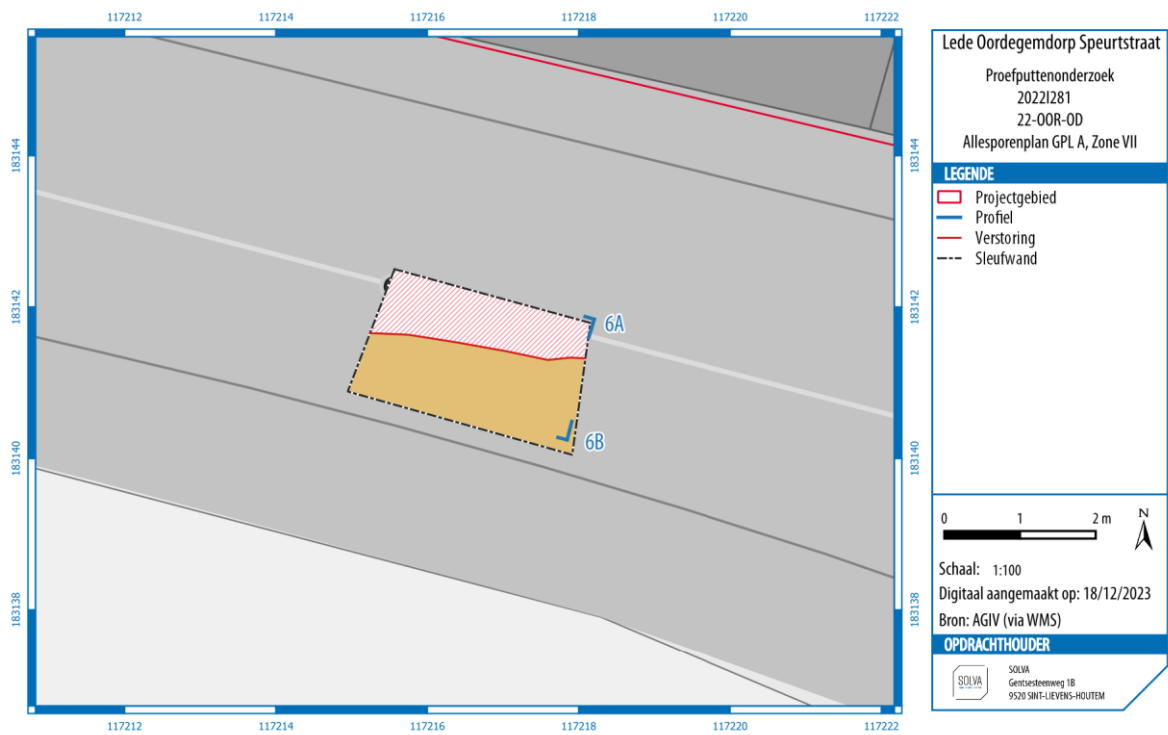 117212 117214 117216 117218 117220 117222
183144 183144
183142 183142
183140 183140
183138 183138
6A
6B
117212 117214 117216 117218 117220 117222
Lede Oordegemdorp Speurtstraat
Proefputtenonderzoek
2022I281
22-OOR-OD
Allesporenplan GPL A, Zone VII
LEGENDE
Projectgebied
Profiel
Verstoring
Sleufwand
0 1 2 m
N
Schaal: 1:100
Digitaal aangemaakt op: 18/12/2023
Bron: AGIV (via WMS)
OPDRACHTHOUDER
SOLVA
SOLVA
Gentsesteenweg 1B
9520 SINT-LIEVENS-HOUTEM